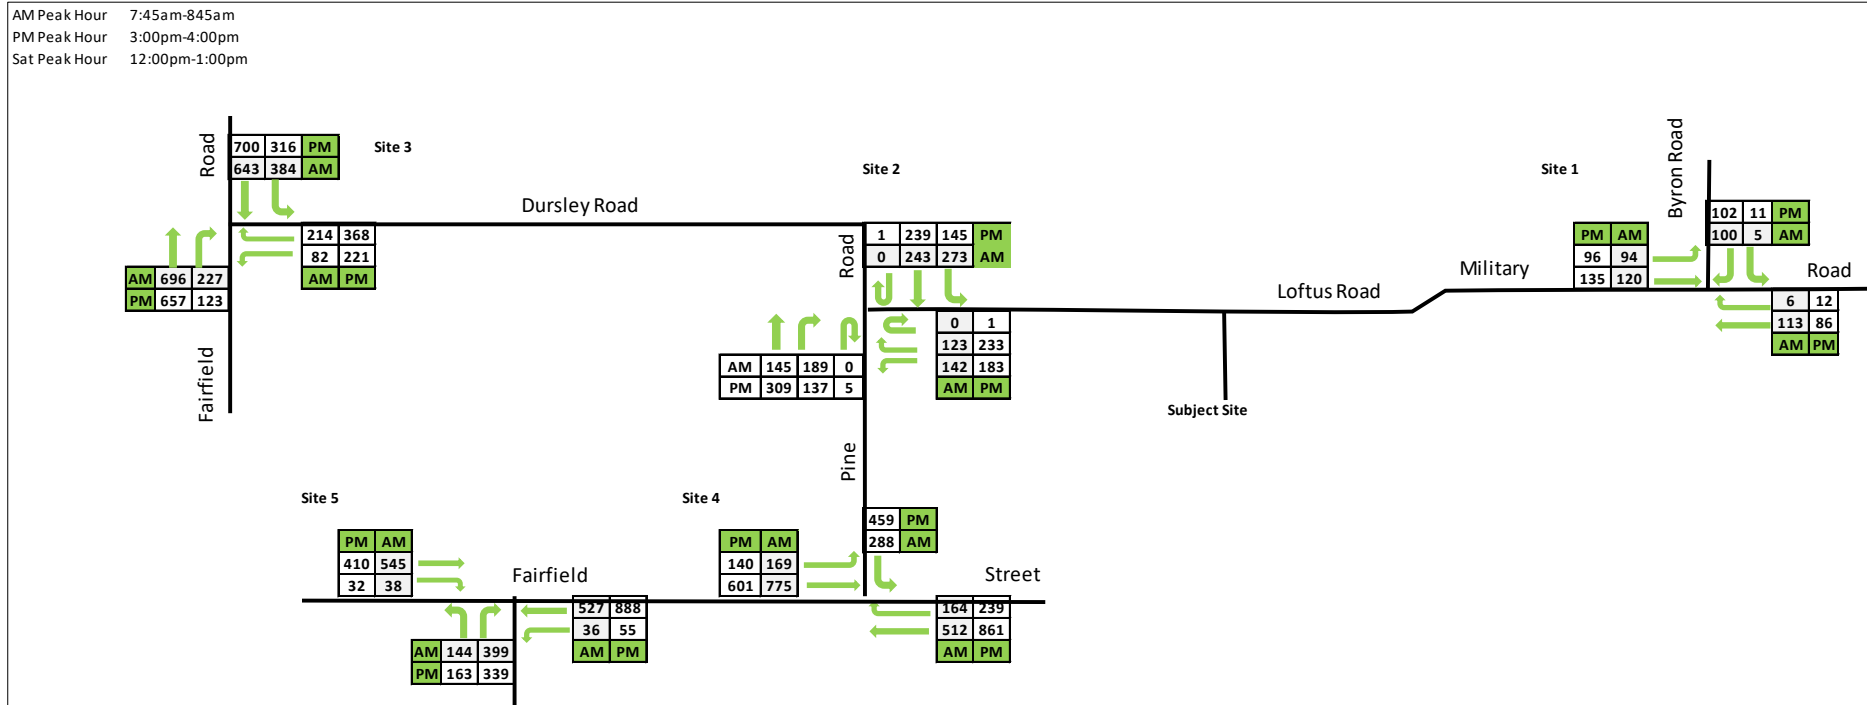 AM Peak Hour 7:45am-845am
PM Peak Hour 3:00pm-4:00pm
Sat Peak Hour 12:00pm-1:00pm
Road
700 316 PM
643 384 AM
Site 3
Dursley Road
214 368
82 221
AM PM
AM 696 227
PM 657 123
Fairfield
Site 2
Road
1 239 145 PM
0 243 273 AM
0 1
123 233
142 183
AM PM
AM 145 189 0
PM 309 137 5
Loftus Road
Military
Subject Site
Site 1
Byron Road
102 11 PM
100 5 AM
PM AM
96 94
135 120
Road
6 12
113 86
AM PM
Pine
Site 5
PM AM
410 545
32 38
Fairfield
527 888
36 55
AM PM
AM 144 399
PM 163 339
Site 4
459 PM
288 AM
PM AM
140 169
601 775
Street
164 239
512 861
AM PM